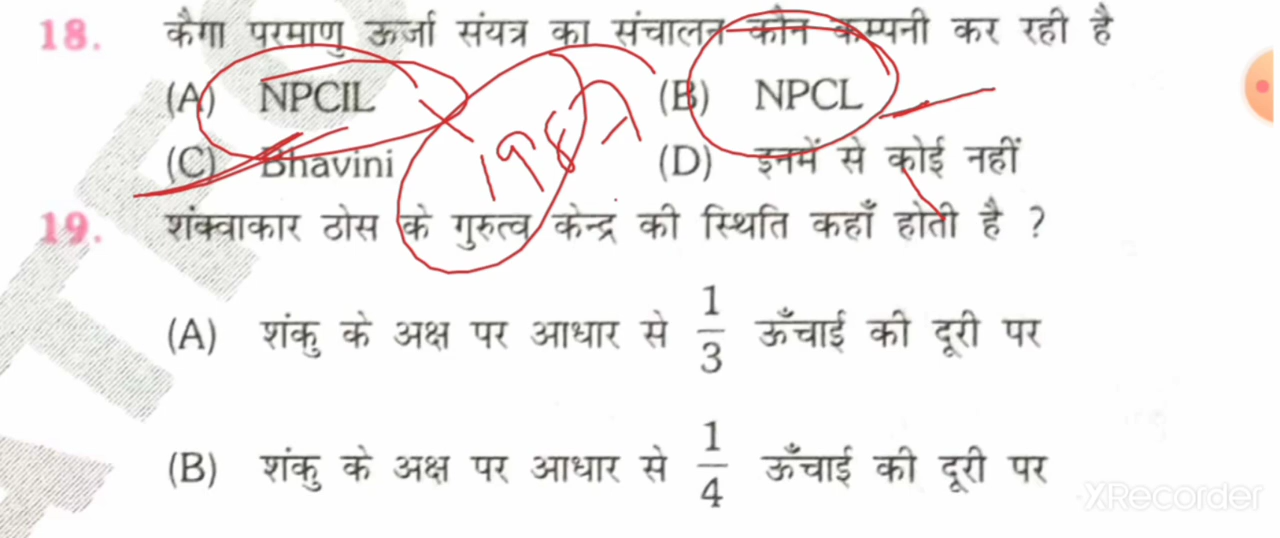 18. कैगा परमाणु ऊर्जा संयत्र का संचालन कौन कम्पनी कर रही है
(A) NPCIL (B) NPCL
(C) Bhavini (D) इनमें से कोई नहीं
198
19. शंक्वाकार ठोस के गुरुत्व केन्द्र की स्थिति कहाँ होती है ?
(A) शंकु के अक्ष पर आधार से 1/3 ऊँचाई की दूरी पर
(B) शंकु के अक्ष पर आधार से 1/4 ऊँचाई की दूरी पर
XRecorder